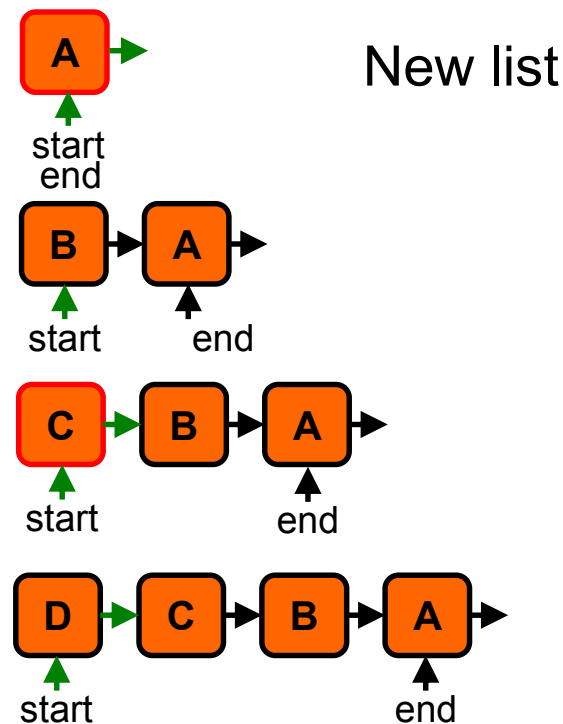 A
New list
start
end
B A
start end
C B A
start end
D C B A
start end